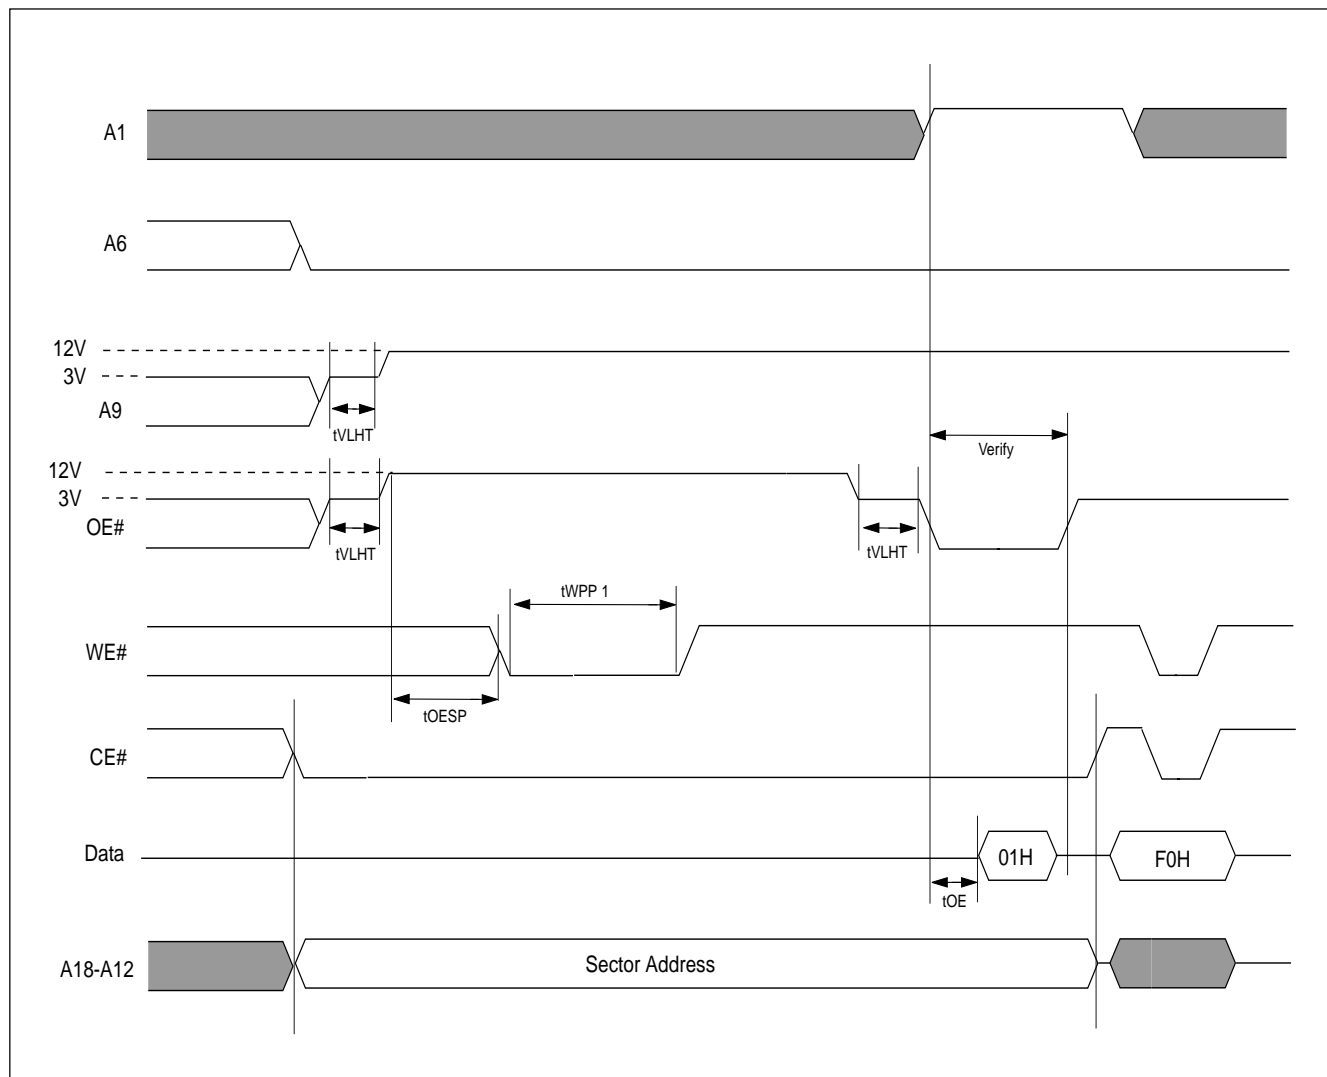 A1
A6
12V
3V
A9
tVLHT
Verify
12V
3V
OE#
tVLHT
tVLHT
tWPP 1
WE#
tOESP
CE#
Data
01H
F0H
tOE
A18-A12
Sector Address